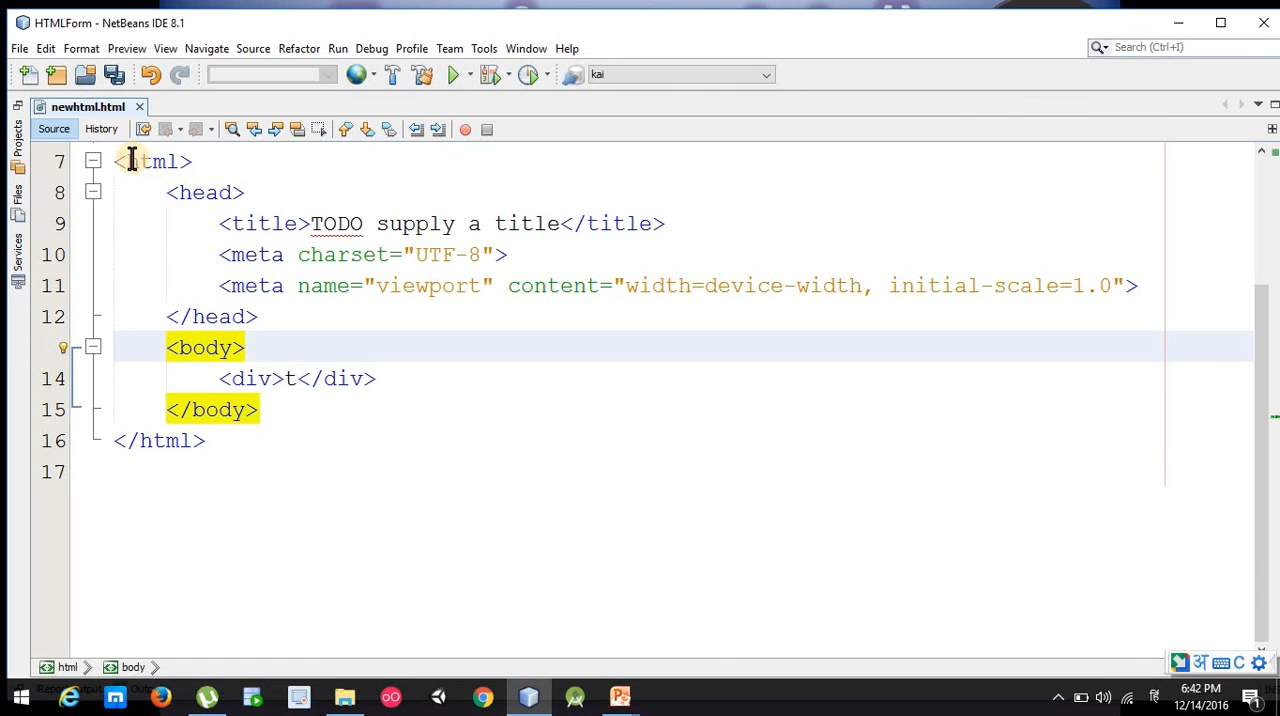 HTMLForm - NetBeans IDE 8.1
File Edit Format Preview View Navigate Source Refactor Run Debug Profile Team Tools Window Help
Search (Ctrl+I)
kai
newhtml.html
Source History
Projects
Files
Services
7 <html>
8 <head>
9 <title>TODO supply a title</title>
10 <meta charset="UTF-8">
11 <meta name="viewport" content="width=device-width, initial-scale=1.0">
12 </head>
<body>
14 <div>t</div>
15 </body>
16 </html>
17
html body
अ C
6:42 PM
12/14/2016